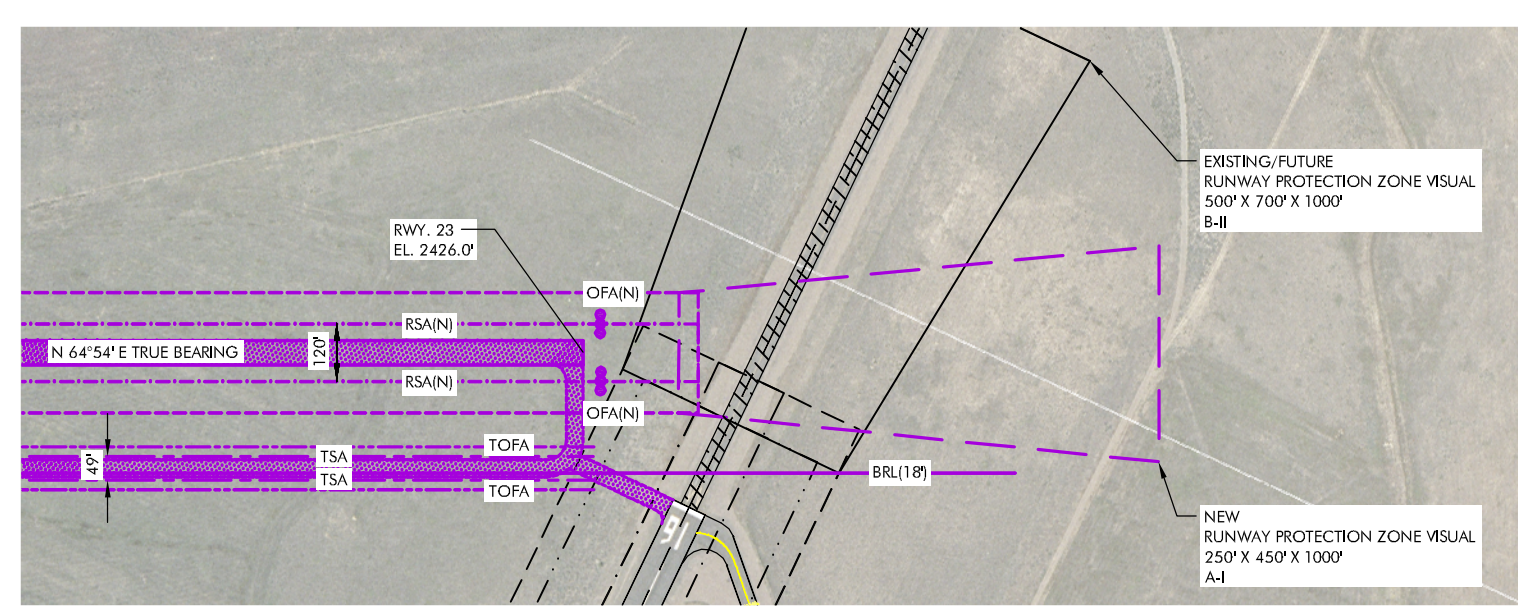 EXISTING/FUTURE
RUNWAY PROTECTION ZONE VISUAL
500' X 700' X 1000'
B-II
RWY. 23
EL. 2426.0'
OFA(N)
RSA(N)
N 64°54' E TRUE BEARING
120'
RSA(N)
OFA(N)
TOFA
TSA
49'
TSA
TOFA
BRL(18')
16
NEW
RUNWAY PROTECTION ZONE VISUAL
250' X 450' X 1000'
A-I